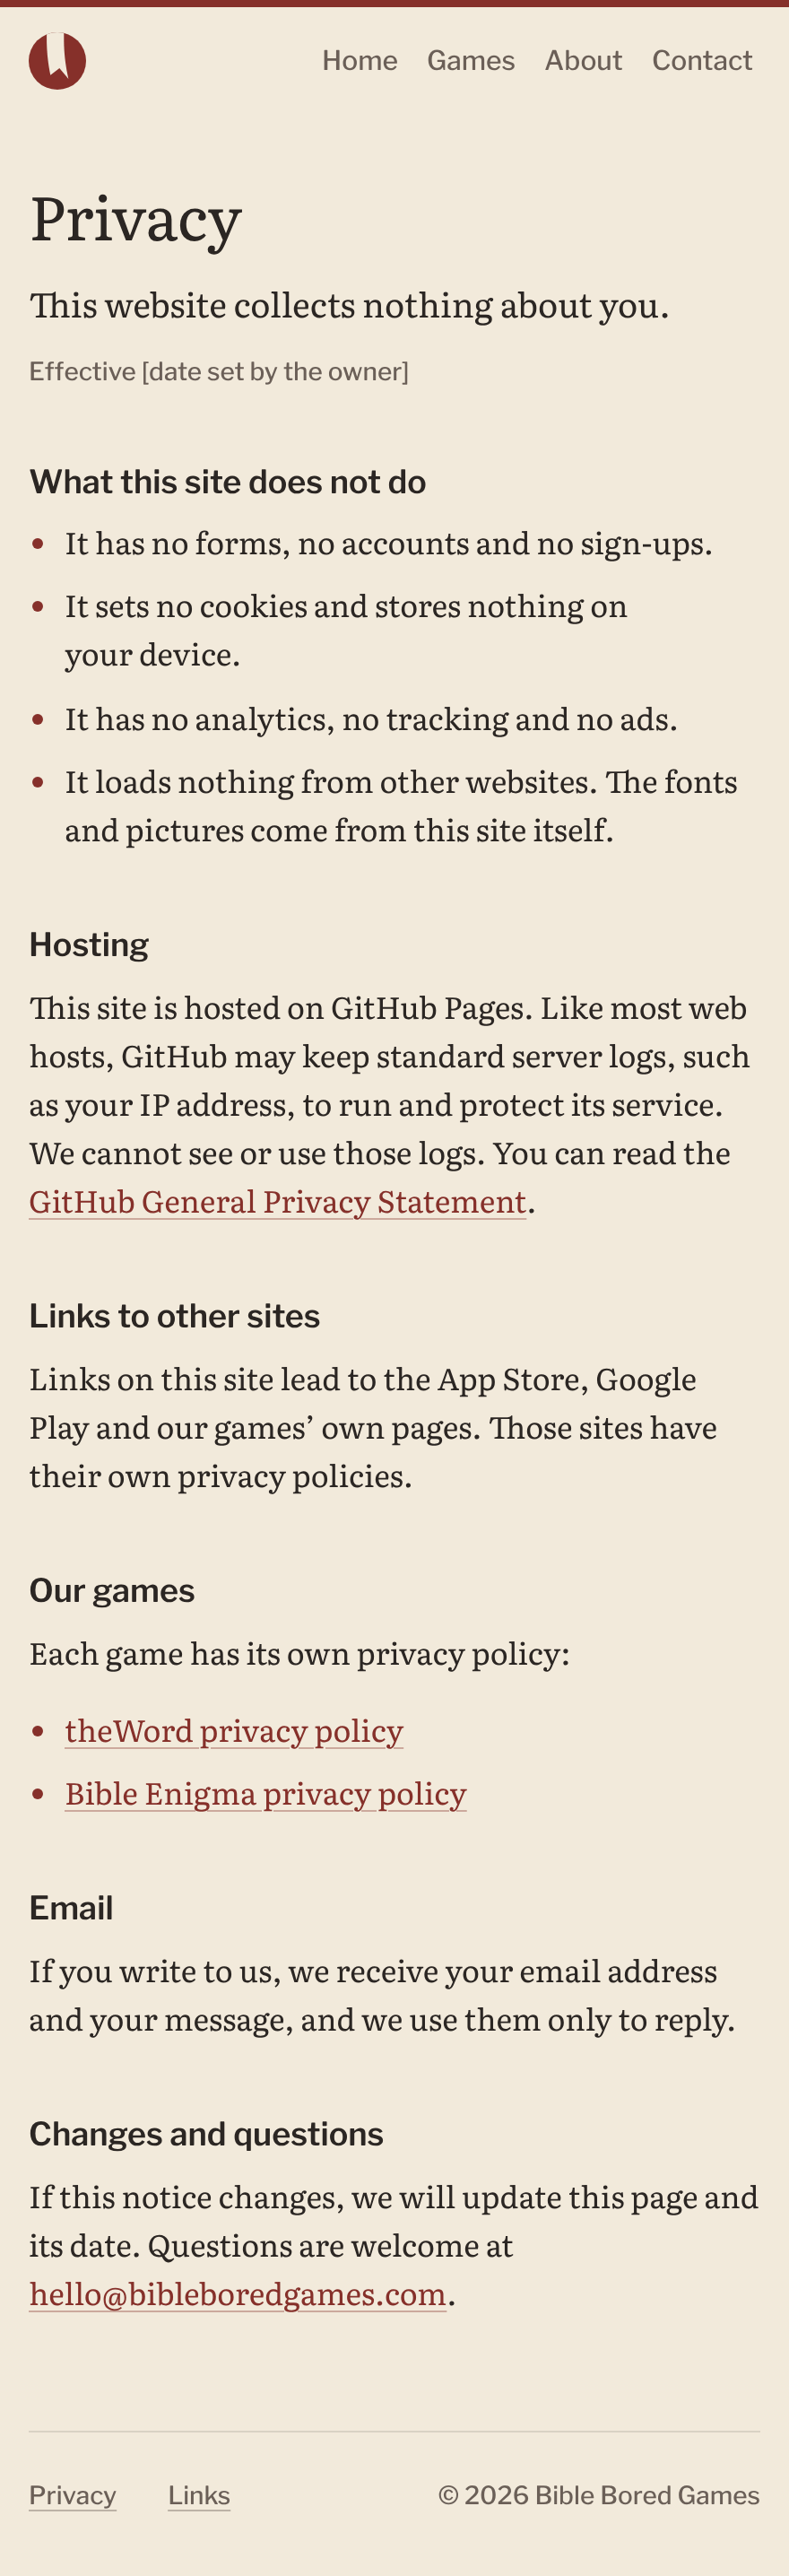 Home Games About Contact
Privacy
This website collects nothing about you.
Effective [date set by the owner]
What this site does not do
• It has no forms, no accounts and no sign-ups.
• It sets no cookies and stores nothing on
your device.
• It has no analytics, no tracking and no ads.
• It loads nothing from other websites. The fonts
and pictures come from this site itself.
Hosting
This site is hosted on GitHub Pages. Like most web
hosts, GitHub may keep standard server logs, such
as your IP address, to run and protect its service.
We cannot see or use those logs. You can read the
GitHub General Privacy Statement.
Links to other sites
Links on this site lead to the App Store, Google
Play and our games’ own pages. Those sites have
their own privacy policies.
Our games
Each game has its own privacy policy:
• theWord privacy policy
• Bible Enigma privacy policy
Email
If you write to us, we receive your email address
and your message, and we use them only to reply.
Changes and questions
If this notice changes, we will update this page and
its date. Questions are welcome at
hello@bibleboredgames.com.
Privacy Links © 2026 Bible Bored Games